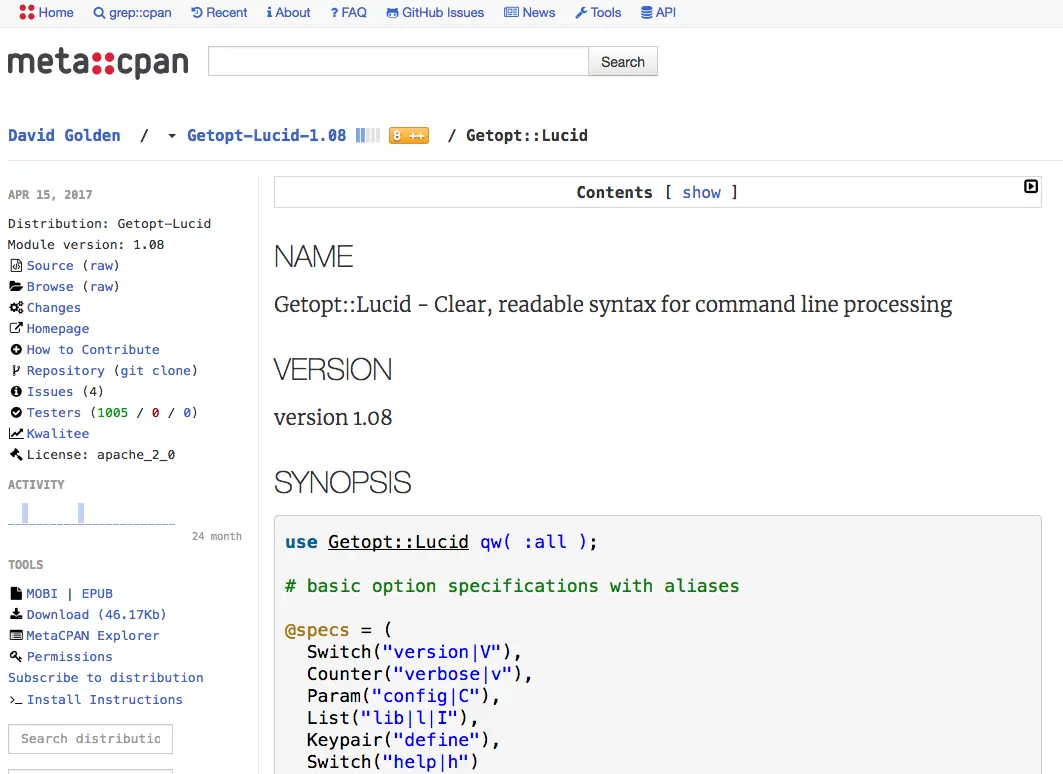 Home grep::cpan Recent About FAQ GitHub Issues News Tools API
meta::cpan Search
David Golden / Getopt-Lucid-1.08 8 ++ / Getopt::Lucid
APR 15, 2017
Distribution: Getopt-Lucid
Module version: 1.08
Source (raw)
Browse (raw)
Changes
Homepage
How to Contribute
Repository (git clone)
Issues (4)
Testers (1005 / 0 / 0)
Kwalitee
License: apache_2_0
ACTIVITY
24 month
TOOLS
MOBI | EPUB
Download (46.17Kb)
MetaCPAN Explorer
Permissions
Subscribe to distribution
Install Instructions
Search distributic
Contents [ show ]
NAME
Getopt::Lucid - Clear, readable syntax for command line processing
VERSION
version 1.08
SYNOPSIS
use Getopt::Lucid qw( :all );
# basic option specifications with aliases
@specs = (
Switch("version|V"),
Counter("verbose|v"),
Param("config|C"),
List("lib|l|I"),
Keypair("define"),
Switch("help|h")